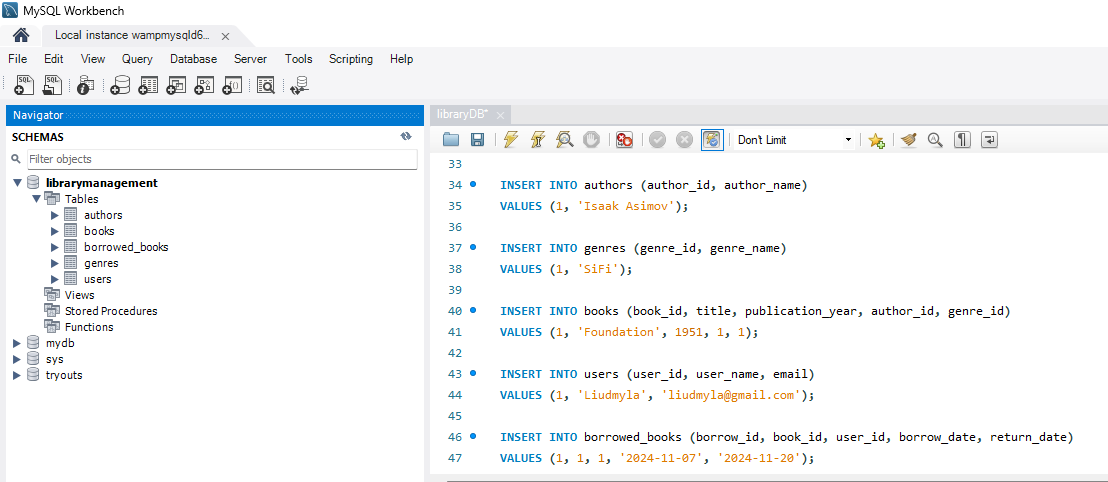 MySQL Workbench
Local instance wampmysqld6... ×
File Edit View Query Database Server Tools Scripting Help
Navigator
SCHEMAS
Filter objects
librarymanagement
Tables
authors
books
borrowed_books
genres
users
Views
Stored Procedures
Functions
mydb
sys
tryouts
libraryDB* ×
Don't Limit
33
34 INSERT INTO authors (author_id, author_name)
35 VALUES (1, 'Isaak Asimov');
36
37 INSERT INTO genres (genre_id, genre_name)
38 VALUES (1, 'SiFi');
39
40 INSERT INTO books (book_id, title, publication_year, author_id, genre_id)
41 VALUES (1, 'Foundation', 1951, 1, 1);
42
43 INSERT INTO users (user_id, user_name, email)
44 VALUES (1, 'Liudmyla', 'liudmyla@gmail.com');
45
46 INSERT INTO borrowed_books (borrow_id, book_id, user_id, borrow_date, return_date)
47 VALUES (1, 1, 1, '2024-11-07', '2024-11-20');